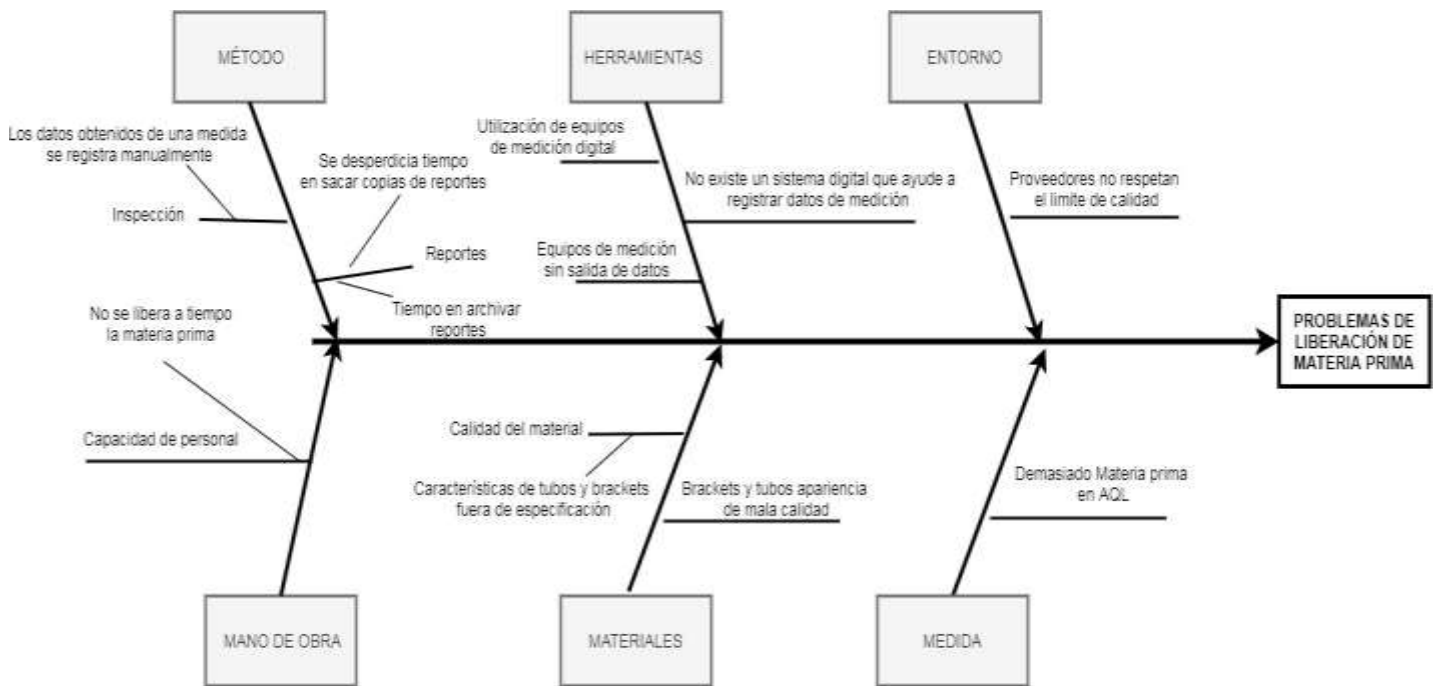 MÉTODO
HERRAMIENTAS
ENTORNO
Los datos obtenidos de una medida
se registra manualmente
Inspección
Se desperdicia tiempo
en sacar copias de reportes
Reportes
Tiempo en archivar
reportes
Utilización de equipos
de medición digital
No existe un sistema digital que ayude a
registrar datos de medición
Equipos de medición
sin salida de datos
Proveedores no respetan
el limite de calidad
PROBLEMAS DE
LIBERACIÓN DE
MATERIA PRIMA
No se libera a tiempo
la materia prima
Capacidad de personal
Calidad del material
Características de tubos y brackets
fuera de especificación
Brackets y tubos apariencia
de mala calidad
Demasiado Materia prima
en AQL
MANO DE OBRA
MATERIALES
MEDIDA